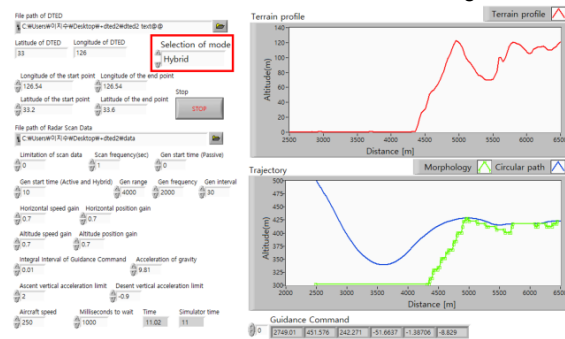 File path of DTED
C:₩Users₩이지수₩Desktop₩+dted2₩dted2 text@@
Latitude of DTED Longitude of DTED
33 126
Selection of mode
Hybrid
Longitude of the start point Longitude of the end point
126.54 126.54
Latitude of the start point Latitude of the end point
33.2 33.6
Stop
STOP
File path of Radar Scan Data
C:₩Users₩이지수₩Desktop₩+dted2₩data
Limitation of scan data Scan frequency(sec) Gen start time (Passive)
0 1 0
Gen start time (Active and Hybrid) Gen range Gen frequency Gen interval
10 4000 2000 30
Horizontal speed gain Horizontal position gain
0.7 0.7
Altitude speed gain Altitude position gain
0.7 0.7
Integral Interval of Guidance Command Acceleration of gravity
0.01 9.81
Ascent vertical acceleration limit Desent vertical acceleration limit
2 -0.9
Aircraft speed Milliseconds to wait Time Simulator time
250 1000 11.02 11
Terrain profile Terrain profile
Altitude(m)
140
120
100
80
60
40
20
0
2500 3000 3500 4000 4500 5000 5500 6000 6500
Distance [m]
Trajectory Morphology Circular path
Altitude(m)
500
475
450
425
400
375
350
325
300
2000 2500 3000 3500 4000 4500 5000 5500 6000 6500
Distance [m]
Guidance Command
0 2749.01 451.576 242.271 -51.6637 -1.38706 -8.829